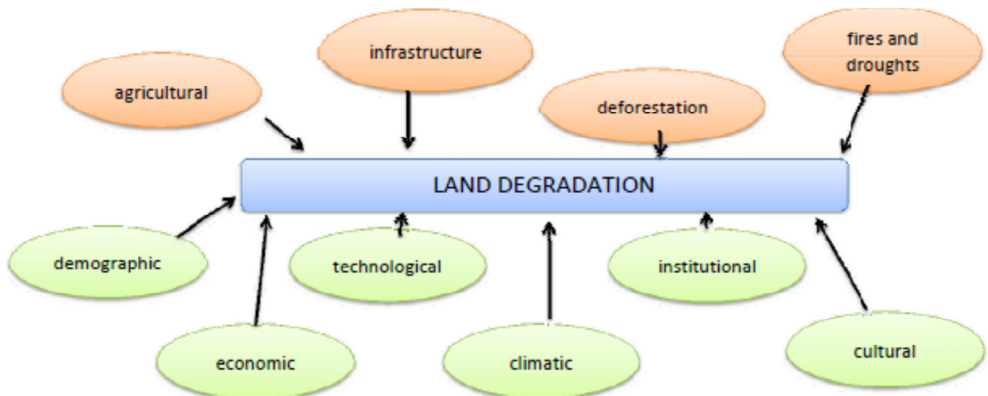 infrastructure
fires and
droughts
agricultural
deforestation
LAND DEGRADATION
demographic
technological
institutional
economic
climatic
cultural